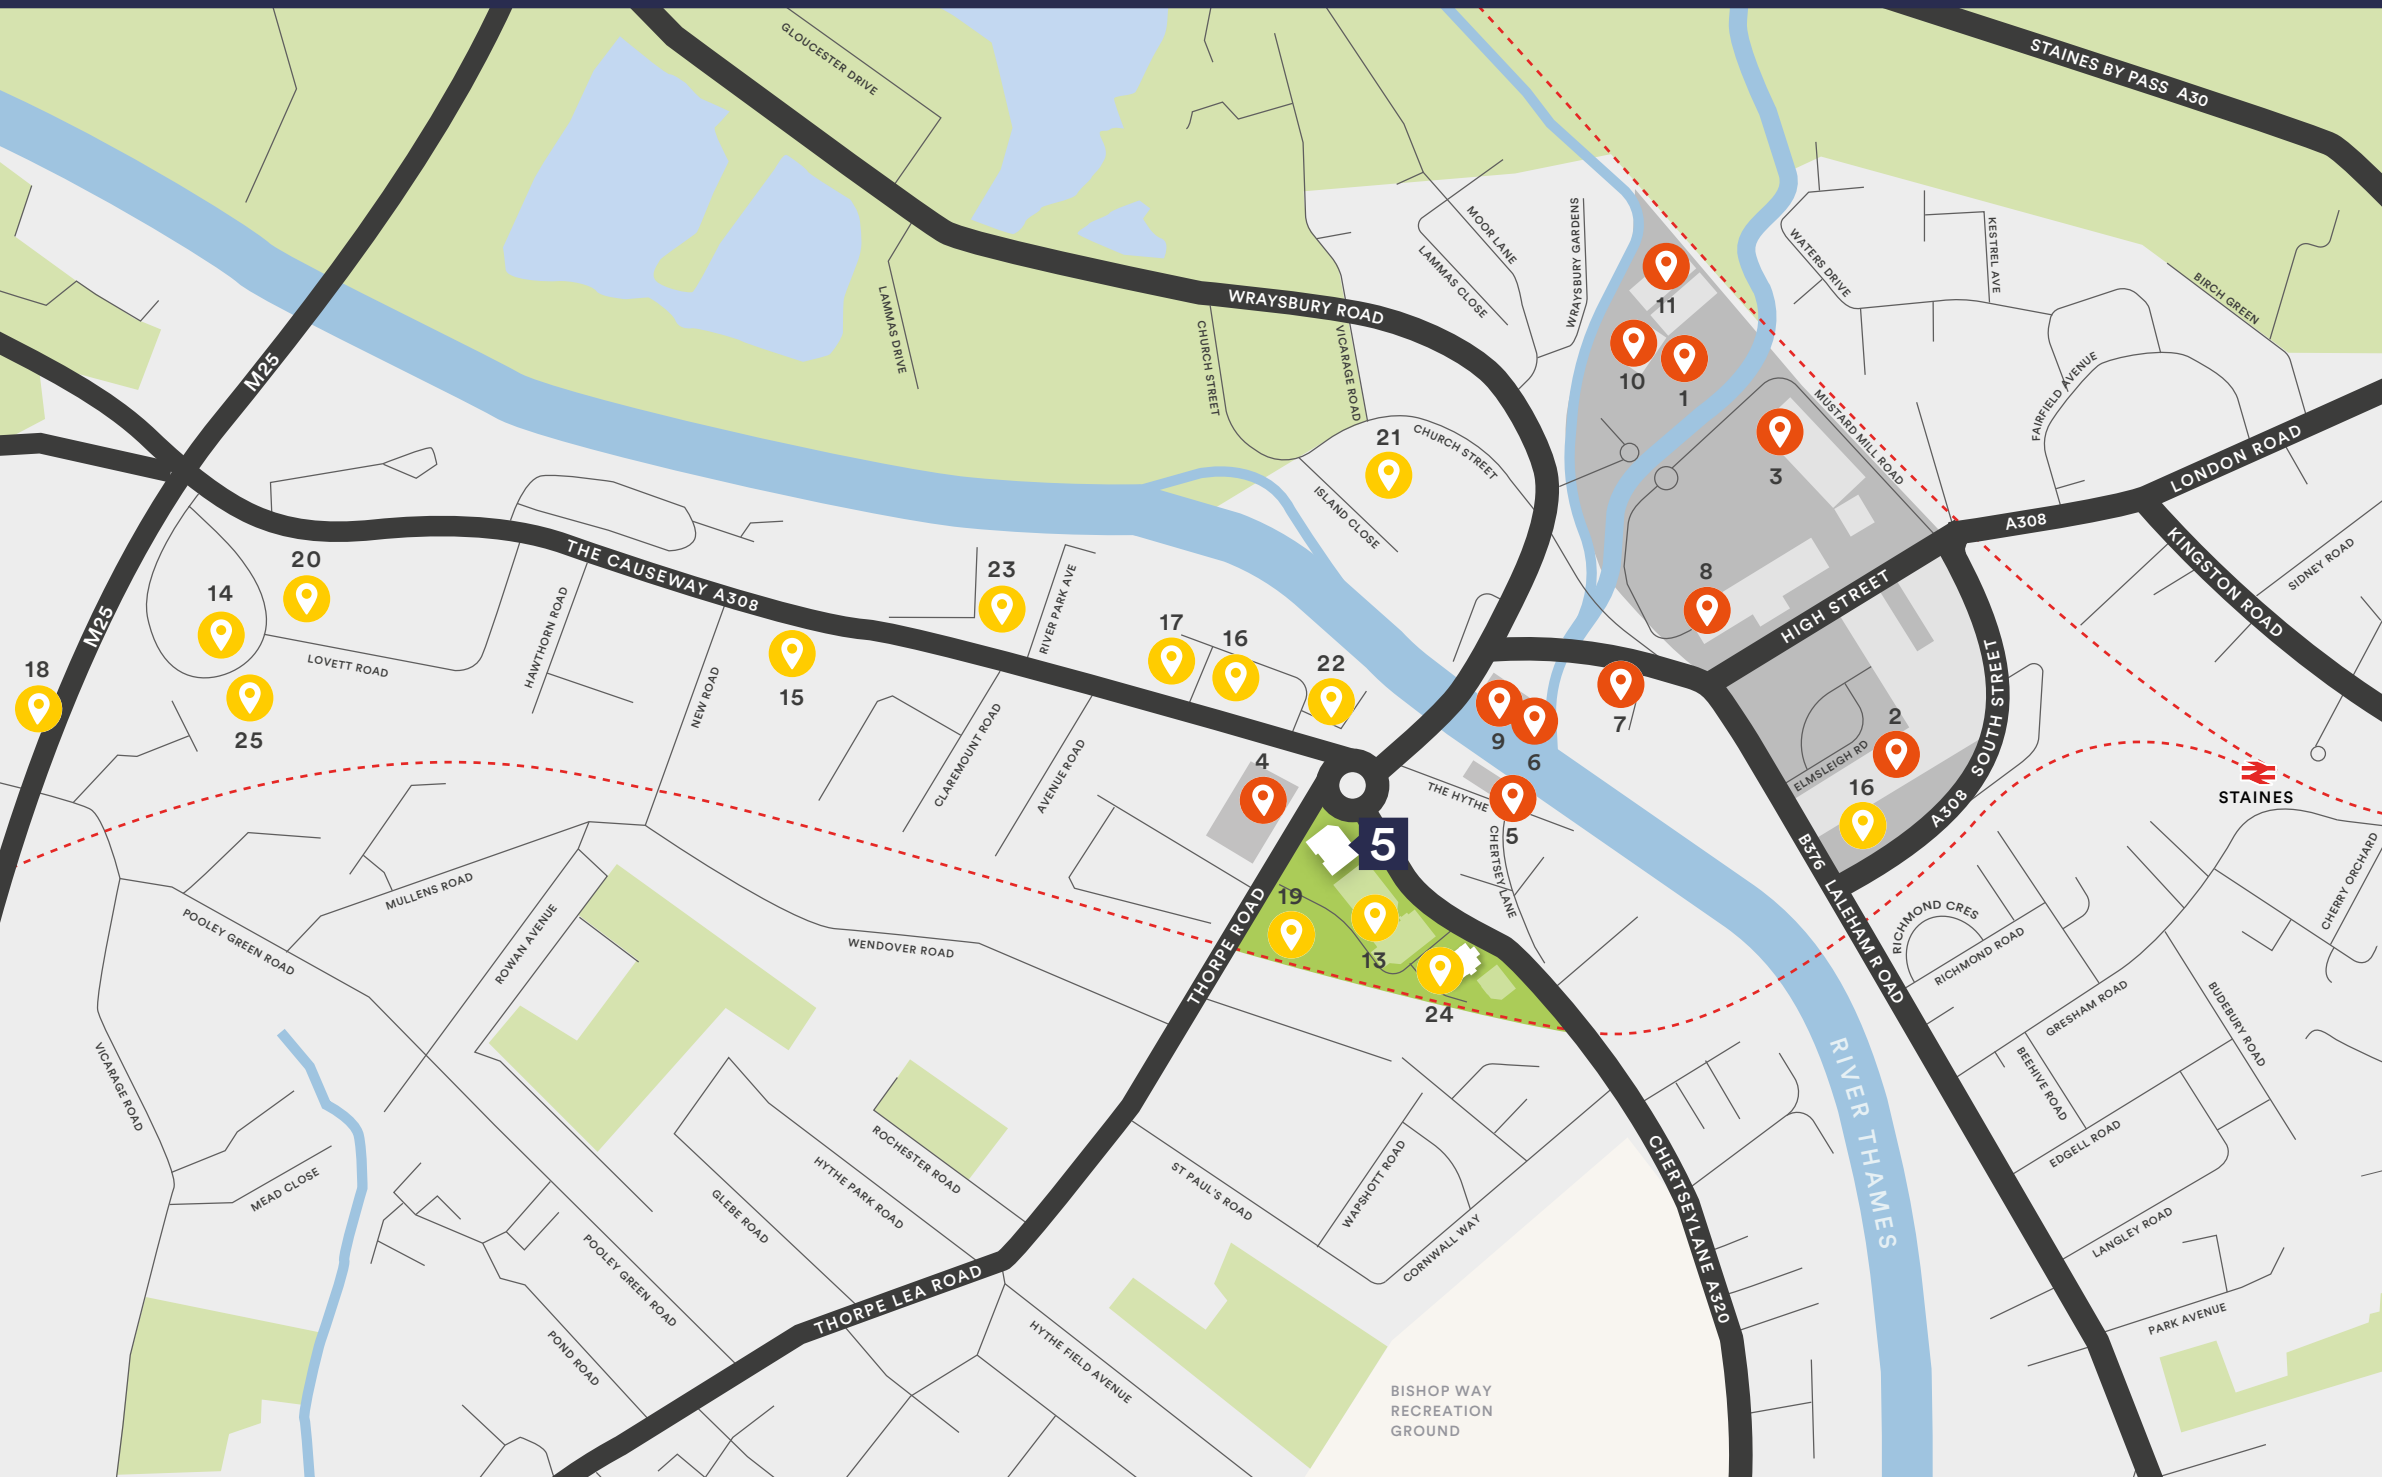 STAINES BY PASS A30
GLOUCESTER DRIVE
MOOR LANE
LAMMAS CLOSE
WRAYSBURY GARDENS
WATERS DRIVE
KESTREL AVE
BIRCH GREEN
11
WRAYSBURY ROAD
LAMMAS DRIVE
CHURCH STREET
VICARAGE ROAD
M25
10
1
FAIRFIELD AVENUE
MUSTARD MILL ROAD
21
CHURCH STREET
3
LONDON ROAD
ISLAND CLOSE
A308
KINGSTON ROAD
SIDNEY ROAD
THE CAUSEWAY A308
20
14
23
RIVER PARK AVE
8
HIGH STREET
M25
HAWTHORN ROAD
17
16
22
LOVETT ROAD
18
25
NEW ROAD
15
CLAREMOUNT ROAD
AVENUE ROAD
9
6
7
2
SOUTH STREET
ELMSLEIGH RD
16
A308
STAINES
4
THE HYTHE
5
5
CHERTSEY LANE
B376
LALEHAM ROAD
CHERRY ORCHARD
MULLENS ROAD
POOLEY GREEN ROAD
ROWAN AVENUE
WENDOVER ROAD
THORPE ROAD
19
13
24
RICHMOND CRES
RICHMOND ROAD
GRESHAM ROAD
BUDEBURY ROAD
BEEHIVE ROAD
EDGELL ROAD
RIVER THAMES
VICARAGE ROAD
MEAD CLOSE
ROCHESTER ROAD
HYTHE PARK ROAD
GLEBE ROAD
ST PAUL'S ROAD
WAPSHOTT ROAD
CORNWALL WAY
CHERTSEY LANE A320
LANGLEY ROAD
PARK AVENUE
POOLEY GREEN ROAD
POND ROAD
THORPE LEA ROAD
HYTHE FIELD AVENUE
BISHOP WAY
RECREATION
GROUND